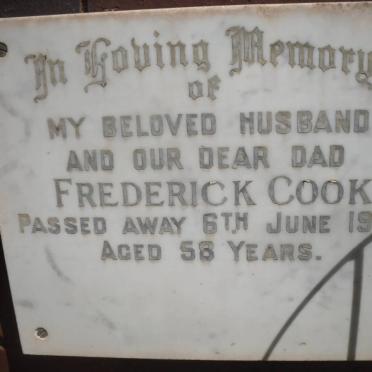 In Loving Memory
of
MY BELOVED HUSBAND
AND OUR DEAR DAD
FREDERICK COOK
PASSED AWAY 6TH JUNE 19
AGED 58 YEARS.